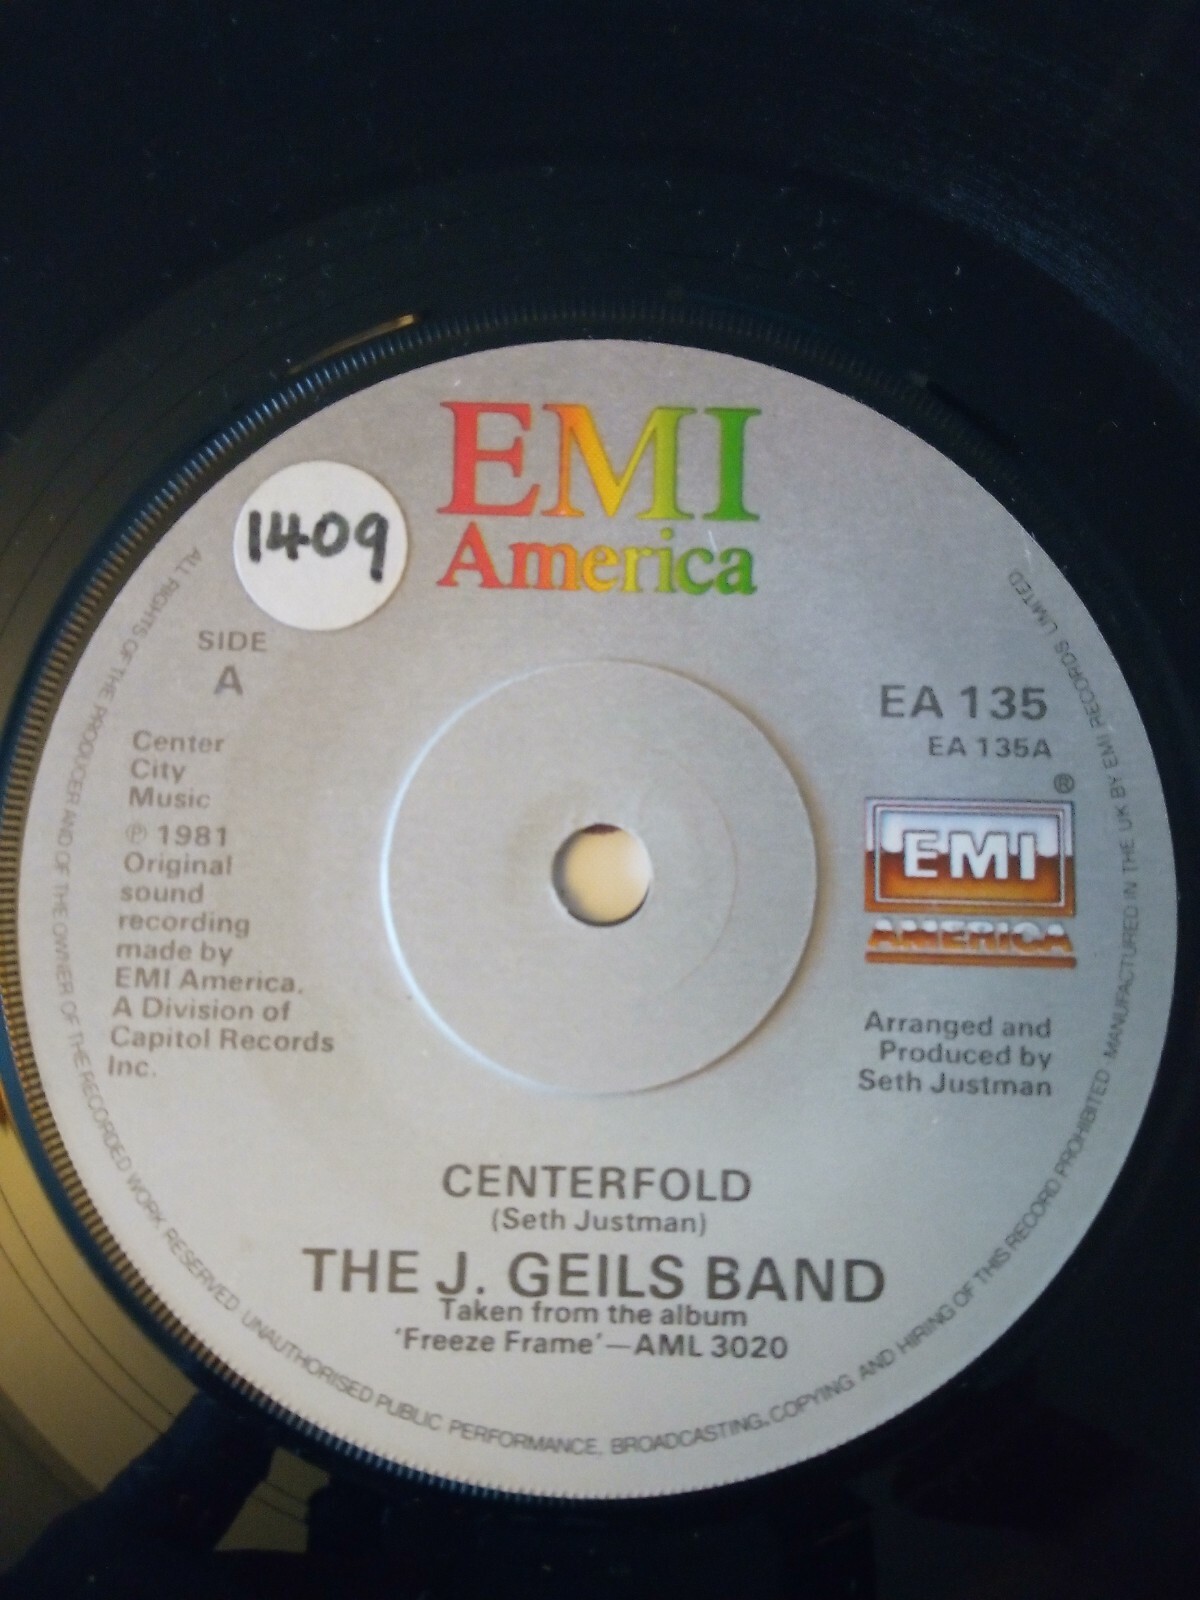 EMI
America
1409
SIDE
A
EA 135
EA 135A
Center
City
Music
℗ 1981
Original
sound
recording
made by
EMI America.
A Division of
Capitol Records
Inc.
®
EMI
AMERICA
Arranged and
Produced by
Seth Justman
CENTERFOLD
(Seth Justman)
THE J. GEILS BAND
Taken from the album
'Freeze Frame'—AML 3020
ALL RIGHTS OF THE PRODUCER AND OF THE OWNER OF THE RECORDED WORK RESERVED. UNAUTHORISED PUBLIC PERFORMANCE, BROADCASTING, COPYING AND HIRING OF THIS RECORD PROHIBITED. MANUFACTURED IN THE UK BY EMI RECORDS LIMITED.